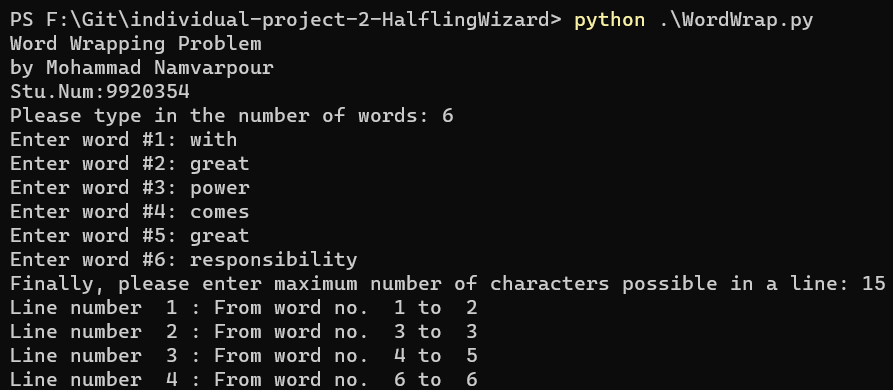 PS F:\Git\individual-project-2-HalflingWizard> python .\WordWrap.py
Word Wrapping Problem
by Mohammad Namvarpour
Stu.Num:9920354
Please type in the number of words: 6
Enter word #1: with
Enter word #2: great
Enter word #3: power
Enter word #4: comes
Enter word #5: great
Enter word #6: responsibility
Finally, please enter maximum number of characters possible in a line: 15
Line number  1 : From word no.  1 to  2
Line number  2 : From word no.  3 to  3
Line number  3 : From word no.  4 to  5
Line number  4 : From word no.  6 to  6